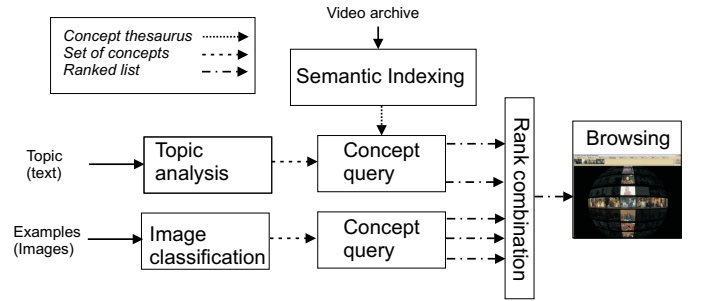 Video archive
Concept thesaurus
Set of concepts
Ranked list
Semantic Indexing
Topic
(text)
Topic
analysis
Concept
query
Rank combination
Browsing
Examples
(Images)
Image
classification
Concept
query